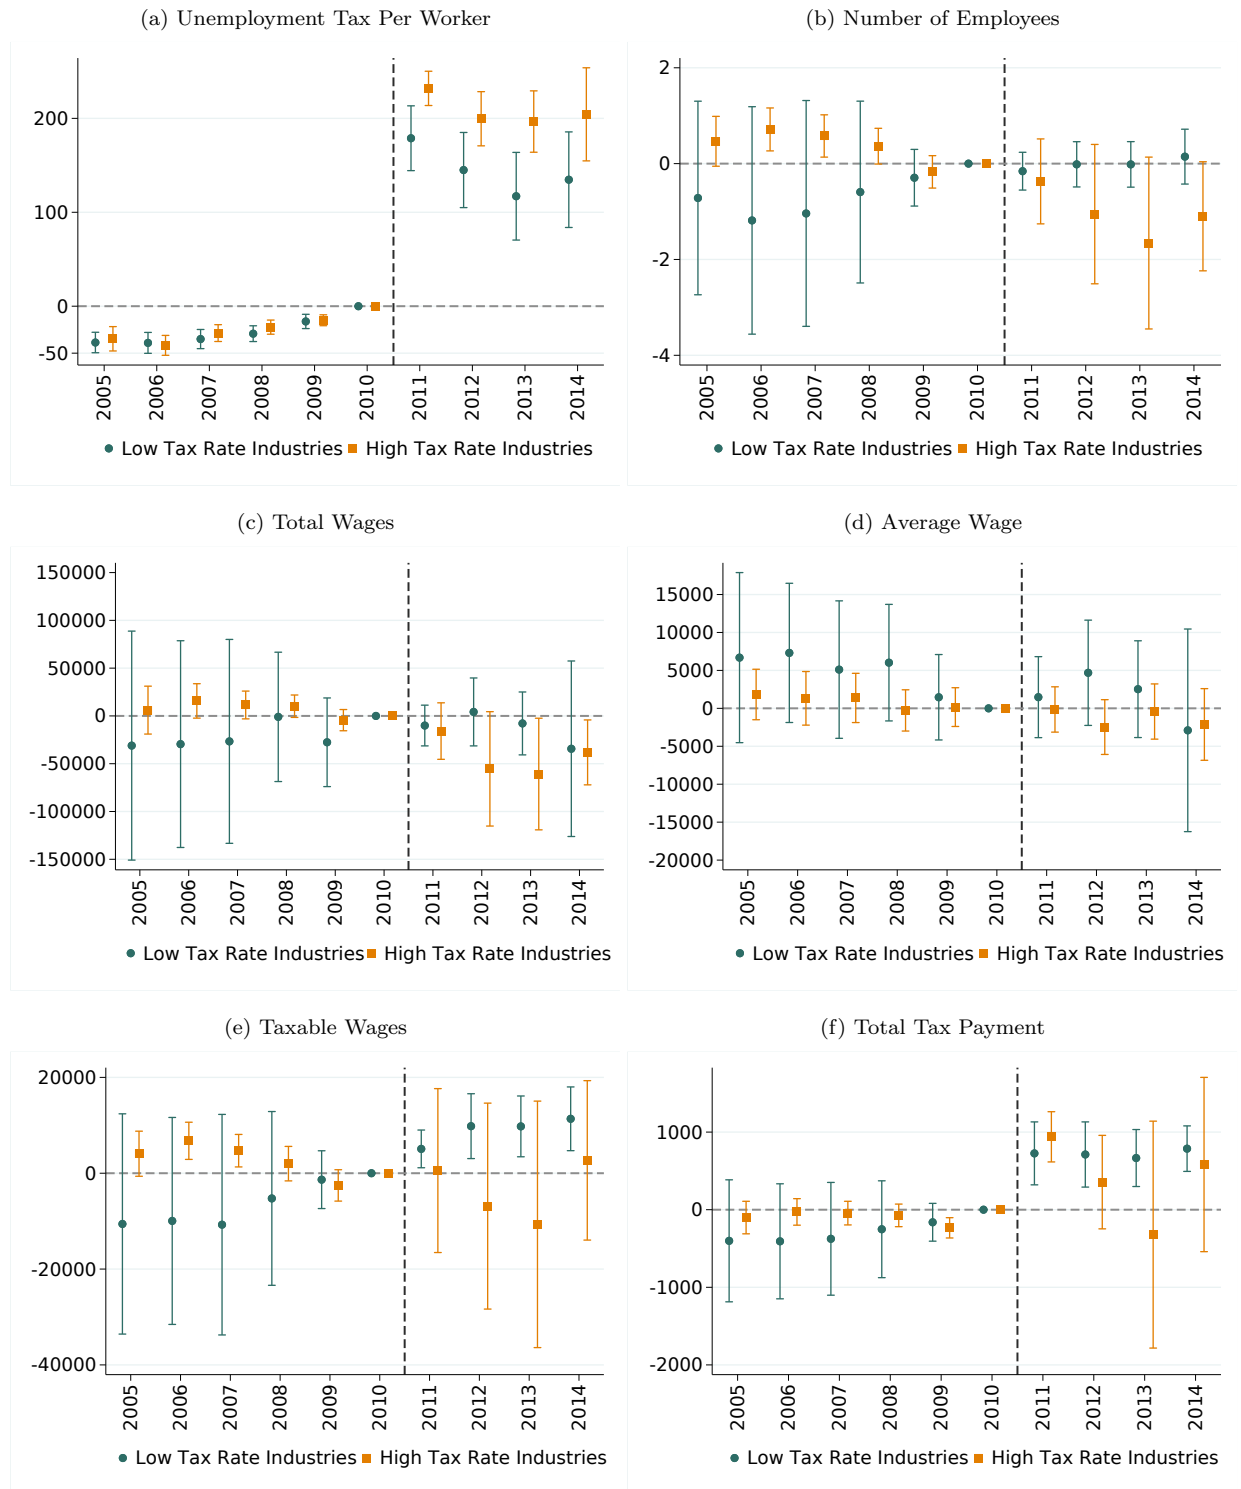 (a) Unemployment Tax Per Worker
200
100
0
-50
2005 2006 2007 2008 2009 2010 2011 2012 2013 2014
Low Tax Rate Industries High Tax Rate Industries
(b) Number of Employees
2
0
-2
-4
2005 2006 2007 2008 2009 2010 2011 2012 2013 2014
Low Tax Rate Industries High Tax Rate Industries
(c) Total Wages
150000
100000
50000
0
-50000
-100000
-150000
2005 2006 2007 2008 2009 2010 2011 2012 2013 2014
Low Tax Rate Industries High Tax Rate Industries
(d) Average Wage
15000
10000
5000
0
-5000
-10000
-15000
-20000
2005 2006 2007 2008 2009 2010 2011 2012 2013 2014
Low Tax Rate Industries High Tax Rate Industries
(e) Taxable Wages
20000
0
-20000
-40000
2005 2006 2007 2008 2009 2010 2011 2012 2013 2014
Low Tax Rate Industries High Tax Rate Industries
(f) Total Tax Payment
1000
0
-1000
-2000
2005 2006 2007 2008 2009 2010 2011 2012 2013 2014
Low Tax Rate Industries High Tax Rate Industries